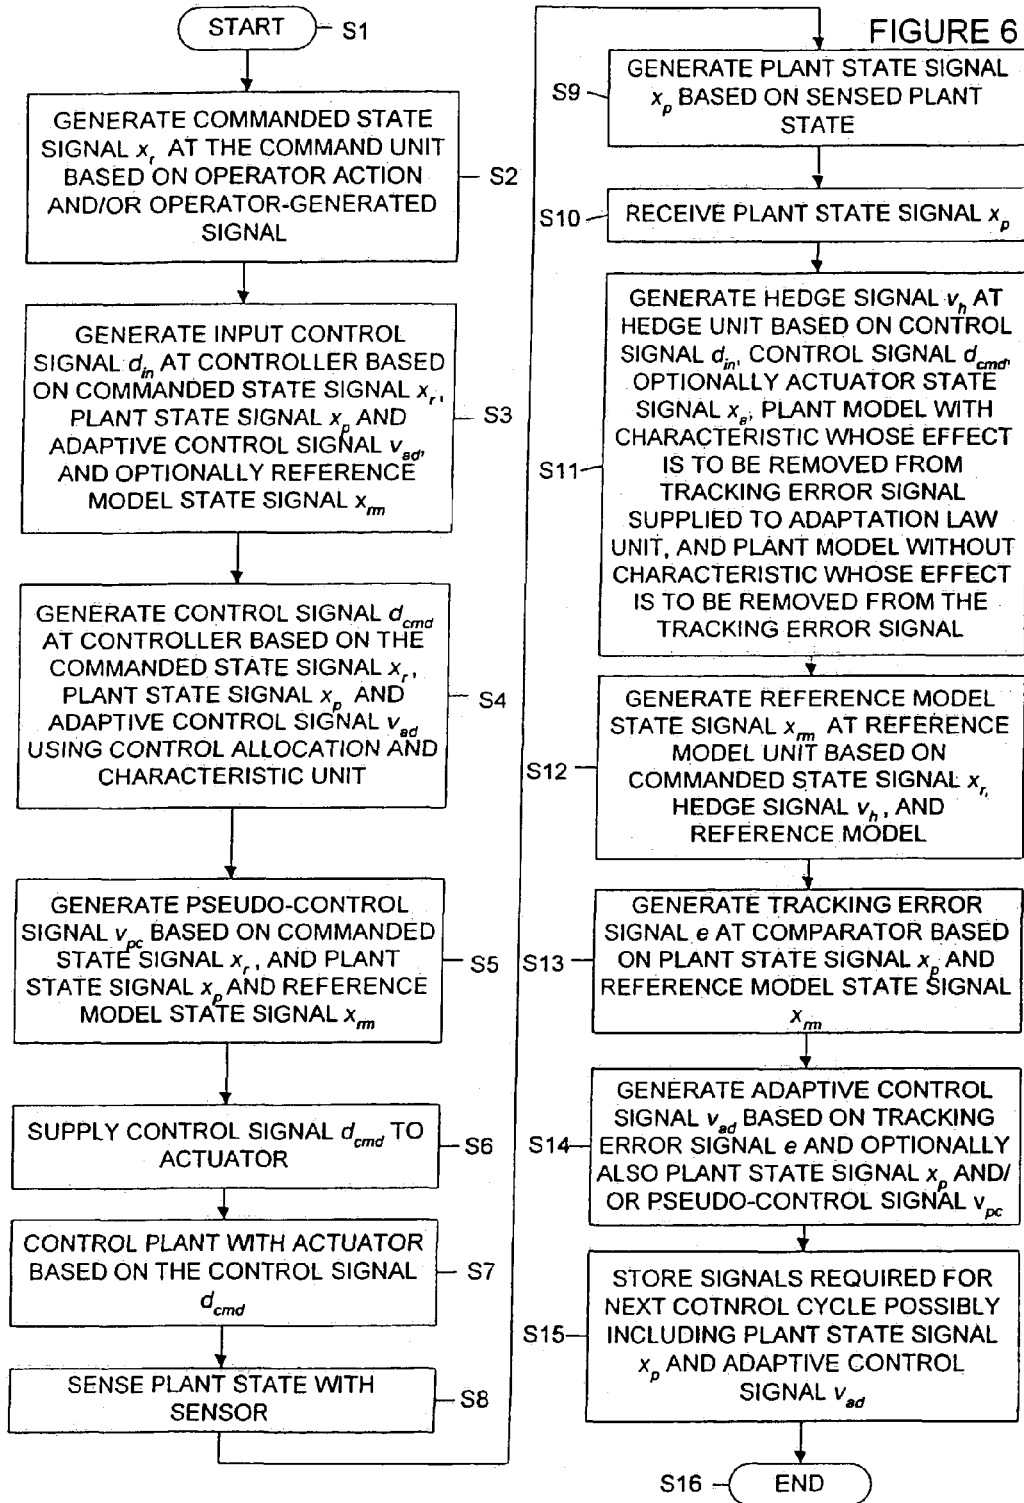 FIGURE 6
START
S1
GENERATE COMMANDED STATE
SIGNAL x_r AT THE COMMAND UNIT
BASED ON OPERATOR ACTION
AND/OR OPERATOR-GENERATED
SIGNAL
S2
GENERATE INPUT CONTROL
SIGNAL d_in AT CONTROLLER BASED
ON COMMANDED STATE SIGNAL x_r,
PLANT STATE SIGNAL x_p AND
ADAPTIVE CONTROL SIGNAL v_ad,
AND OPTIONALLY REFERENCE
MODEL STATE SIGNAL x_rm
S3
GENERATE CONTROL SIGNAL d_cmd
AT CONTROLLER BASED ON THE
COMMANDED STATE SIGNAL x_r,
PLANT STATE SIGNAL x_p AND
ADAPTIVE CONTROL SIGNAL v_ad
USING CONTROL ALLOCATION AND
CHARACTERISTIC UNIT
S4
GENERATE PSEUDO-CONTROL
SIGNAL v_pc BASED ON COMMANDED
STATE SIGNAL x_r, AND PLANT
STATE SIGNAL x_p AND REFERENCE
MODEL STATE SIGNAL x_rm
S5
SUPPLY CONTROL SIGNAL d_cmd TO
ACTUATOR
S6
CONTROL PLANT WITH ACTUATOR
BASED ON THE CONTROL SIGNAL
d_cmd
S7
SENSE PLANT STATE WITH
SENSOR
S8
GENERATE PLANT STATE SIGNAL
x_p BASED ON SENSED PLANT
STATE
S9
RECEIVE PLANT STATE SIGNAL x_p
S10
GENERATE HEDGE SIGNAL v_h AT
HEDGE UNIT BASED ON CONTROL
SIGNAL d_in, CONTROL SIGNAL d_cmd,
OPTIONALLY ACTUATOR STATE
SIGNAL x_a, PLANT MODEL WITH
CHARACTERISTIC WHOSE EFFECT
IS TO BE REMOVED FROM
TRACKING ERROR SIGNAL
SUPPLIED TO ADAPTATION LAW
UNIT, AND PLANT MODEL WITHOUT
CHARACTERISTIC WHOSE EFFECT
IS TO BE REMOVED FROM THE
TRACKING ERROR SIGNAL
S11
GENERATE REFERENCE MODEL
STATE SIGNAL x_rm AT REFERENCE
MODEL UNIT BASED ON
COMMANDED STATE SIGNAL x_r,
HEDGE SIGNAL v_h, AND
REFERENCE MODEL
S12
GENERATE TRACKING ERROR
SIGNAL e AT COMPARATOR BASED
ON PLANT STATE SIGNAL x_p AND
REFERENCE MODEL STATE SIGNAL
x_rm
S13
GENERATE ADAPTIVE CONTROL
SIGNAL v_ad BASED ON TRACKING
ERROR SIGNAL e AND OPTIONALLY
ALSO PLANT STATE SIGNAL x_p AND/
OR PSEUDO-CONTROL SIGNAL v_pc
S14
STORE SIGNALS REQUIRED FOR
NEXT COTNROL CYCLE POSSIBLY
INCLUDING PLANT STATE SIGNAL
x_p AND ADAPTIVE CONTROL
SIGNAL v_ad
S15
S16
END